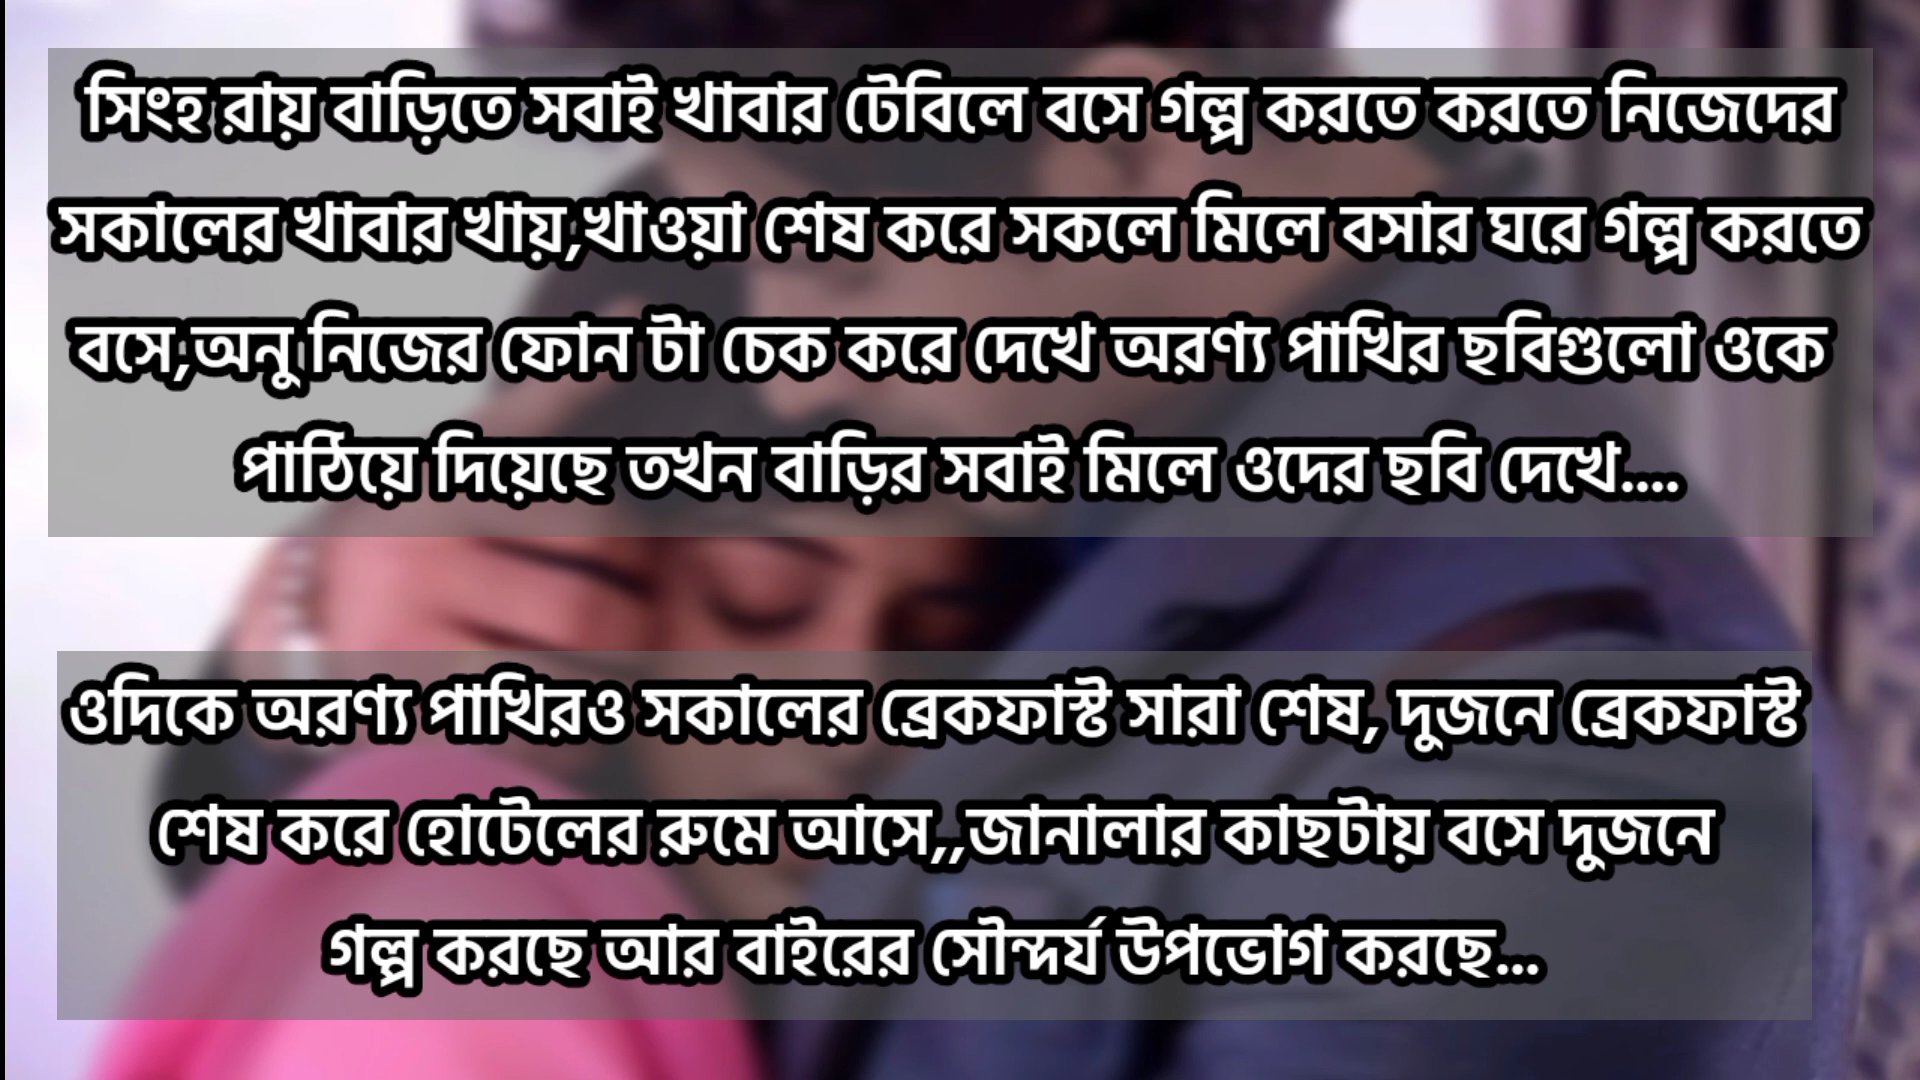 সিংহ রায় বাড়িতে সবাই খাবার টেবিলে বসে গল্প করতে করতে নিজেদের
সকালের খাবার খায়,খাওয়া শেষ করে সকলে মিলে বসার ঘরে গল্প করতে
বসে,অনু নিজের ফোন টা চেক করে দেখে অরণ্য পাখির ছবিগুলো ওকে
পাঠিয়ে দিয়েছে তখন বাড়ির সবাই মিলে ওদের ছবি দেখে....
ওদিকে অরণ্য পাখিরও সকালের ব্রেকফাস্ট সারা শেষ, দুজনে ব্রেকফাস্ট
শেষ করে হোটেলের রুমে আসে,,জানালার কাছটায় বসে দুজনে
গল্প করছে আর বাইরের সৌন্দর্য উপভোগ করছে...